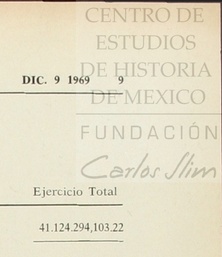 CENTRO DE
ESTUDIOS
DE HISTORIA
DE MEXICO
FUNDACIÓN
Carlos Slim
DIC. 9 1969 9
Ejercicio Total
41.124.294,103.22